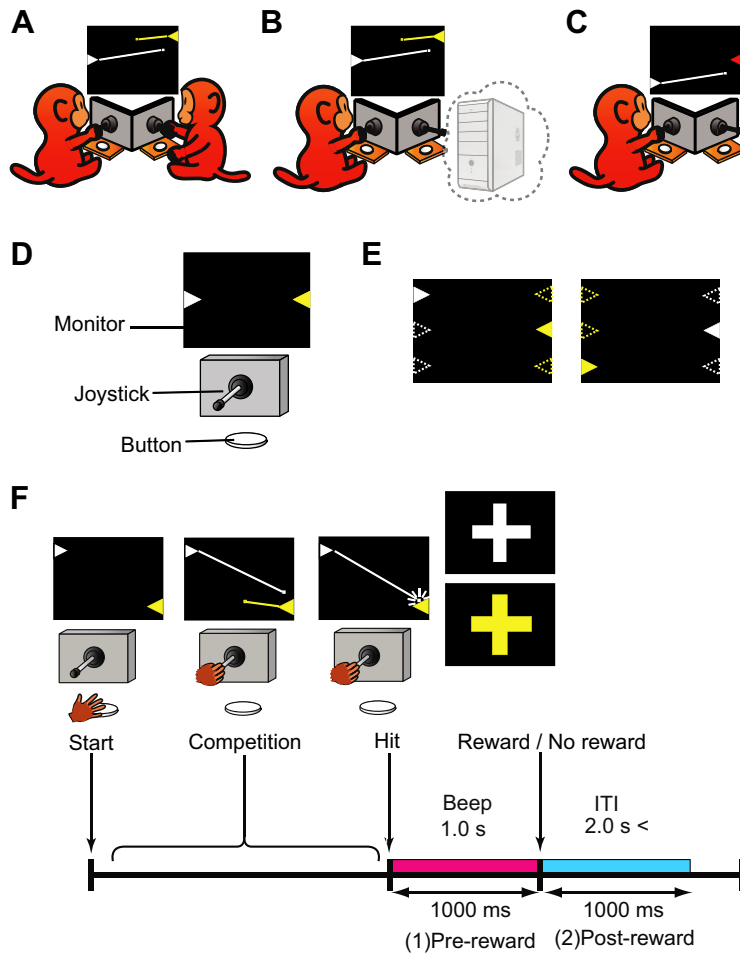 A
B
C
D
E
Monitor
Joystick
Button
F
Start
Competition
Hit
Reward / No reward
Beep
1.0 s
ITI
2.0 s <
1000 ms
(1)Pre-reward
1000 ms
(2)Post-reward